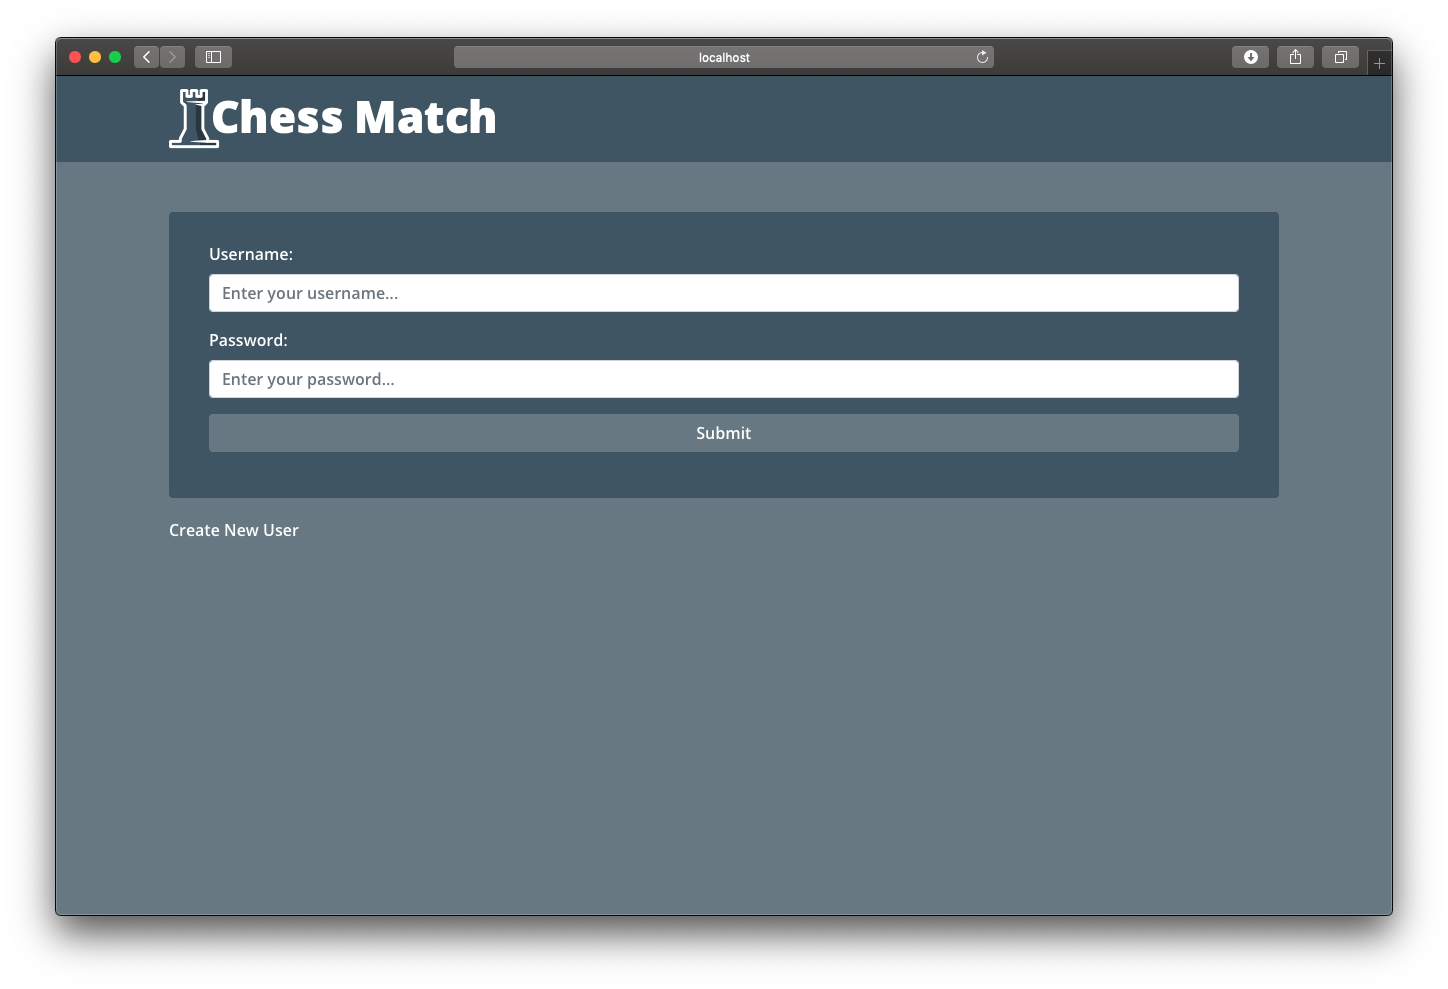 localhost
Chess Match
Username:
Enter your username...
Password:
Enter your password...
Submit
Create New User